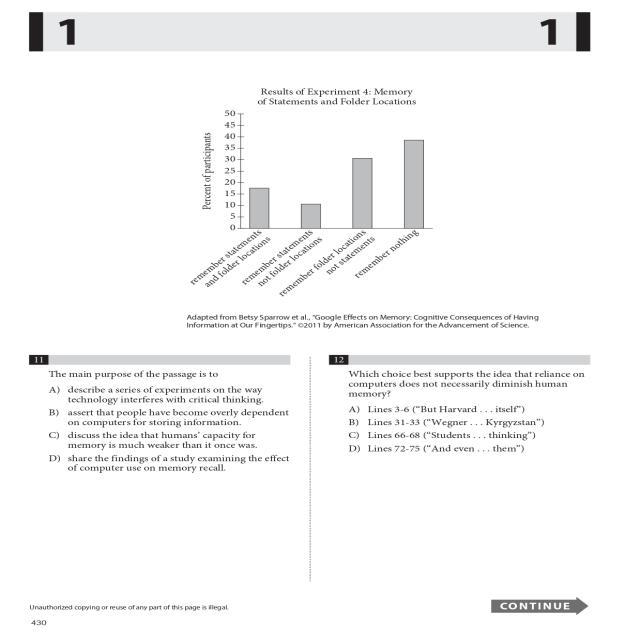 1 1
Results of Experiment 4: Memory
of Statements and Folder Locations
Percent of participants
50
45
40
35
30
25
20
15
10
5
0
remember statements
and folder locations
remember statements
not folder locations
remember folder locations
not statements
remember nothing
Adapted from Betsy Sparrow et al., "Google Effects on Memory: Cognitive Consequences of Having
Information at Our Fingertips." ©2011 by American Association for the Advancement of Science.
11
The main purpose of the passage is to
A) describe a series of experiments on the way
technology interferes with critical thinking.
B) assert that people have become overly dependent
on computers for storing information.
C) discuss the idea that humans' capacity for
memory is much weaker than it once was.
D) share the findings of a study examining the effect
of computer use on memory recall.
12
Which choice best supports the idea that reliance on
computers does not necessarily diminish human
memory?
A) Lines 3-6 ("But Harvard . . . itself")
B) Lines 31-33 ("Wegner . . . Kyrgyzstan")
C) Lines 66-68 ("Students . . . thinking")
D) Lines 72-75 ("And even . . . them")
Unauthorized copying or reuse of any part of this page is illegal.
CONTINUE
430